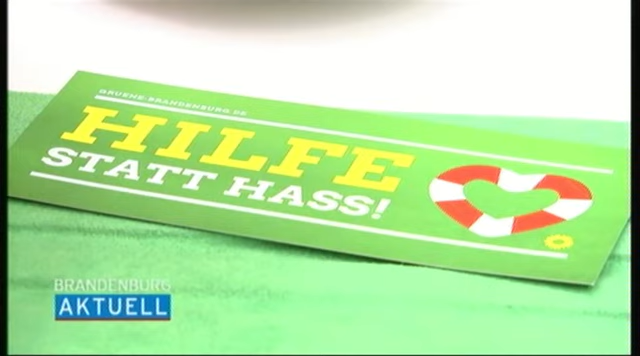 GRUENE-BRANDENBURG.DE
HILFE
STATT HASS!
BRANDENBURG
AKTUELL